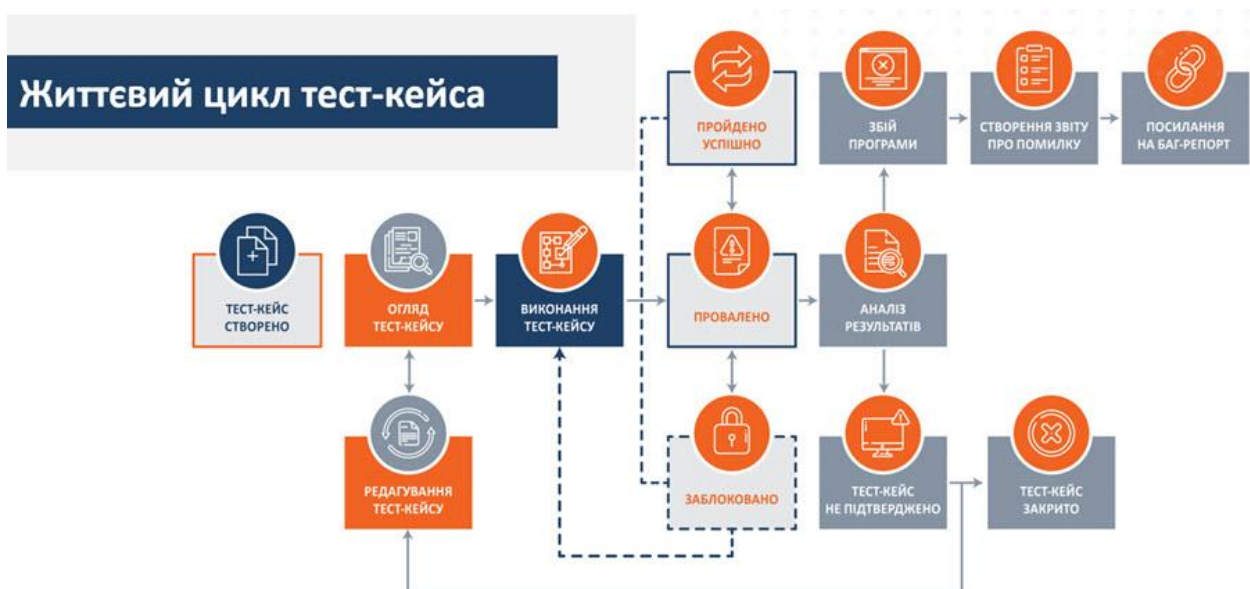 Життєвий цикл тест-кейса
ПРОЙДЕНО
УСПІШНО
ЗБІЙ
ПРОГРАМИ
СТВОРЕННЯ ЗВІТУ
ПРО ПОМИЛКУ
ПОСИЛАННЯ
НА БАГ-РЕПОРТ
ТЕСТ-КЕЙС
СТВОРЕНО
ОГЛЯД
ТЕСТ-КЕЙСУ
ВИКОНАННЯ
ТЕСТ-КЕЙСУ
ПРОВАЛЕНО
АНАЛІЗ
РЕЗУЛЬТАТІВ
РЕДАГУВАННЯ
ТЕСТ-КЕЙСУ
ЗАБЛОКОВАНО
ТЕСТ-КЕЙС
НЕ ПІДТВЕРДЖЕНО
ТЕСТ-КЕЙС
ЗАКРИТО